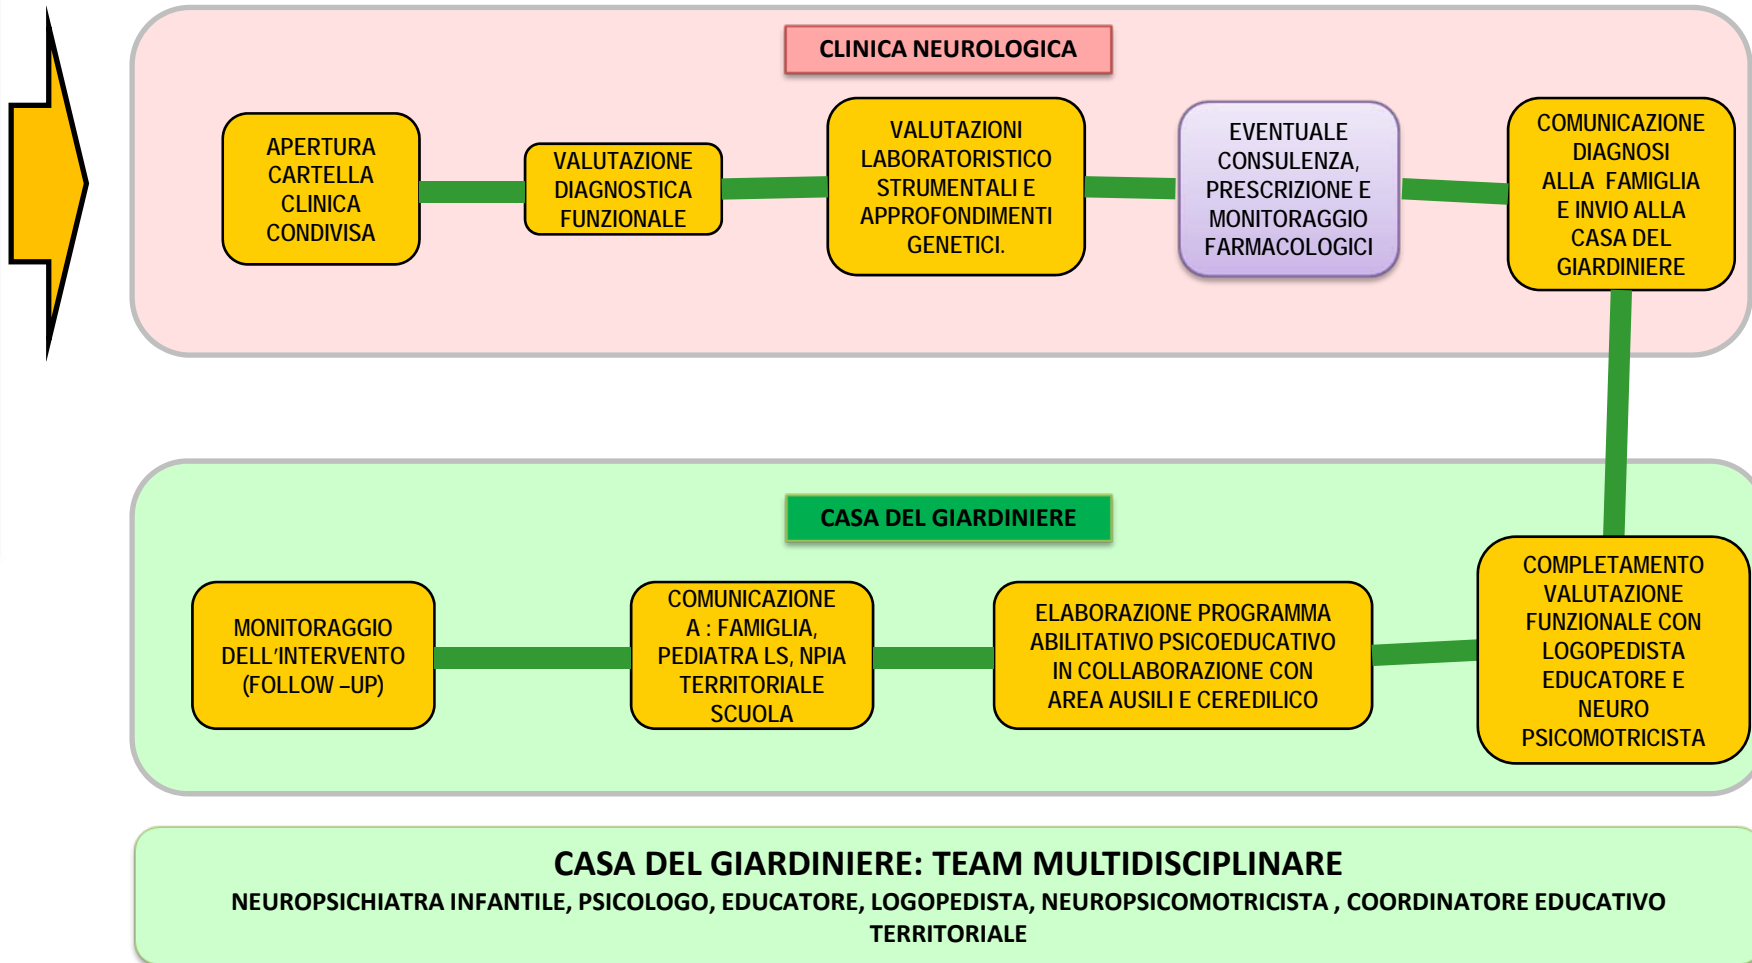 CLINICA NEUROLOGICA
APERTURA
CARTELLA
CLINICA
CONDIVISA
VALUTAZIONE
DIAGNOSTICA
FUNZIONALE
VALUTAZIONI
LABORATORISTICO
STRUMENTALI E
APPROFONDIMENTI
GENETICI.
EVENTUALE
CONSULENZA,
PRESCRIZIONE E
MONITORAGGIO
FARMACOLOGICI
COMUNICAZIONE
DIAGNOSI
ALLA FAMIGLIA
E INVIO ALLA
CASA DEL
GIARDINIERE
CASA DEL GIARDINIERE
MONITORAGGIO
DELL'INTERVENTO
(FOLLOW –UP)
COMUNICAZIONE
A : FAMIGLIA,
PEDIATRA LS, NPIA
TERRITORIALE
SCUOLA
ELABORAZIONE PROGRAMMA
ABILITATIVO PSICOEDUCATIVO
IN COLLABORAZIONE CON
AREA AUSILI E CEREDILICO
COMPLETAMENTO
VALUTAZIONE
FUNZIONALE CON
LOGOPEDISTA
EDUCATORE E
NEURO
PSICOMOTRICISTA
CASA DEL GIARDINIERE: TEAM MULTIDISCIPLINARE
NEUROPSICHIATRA INFANTILE, PSICOLOGO, EDUCATORE, LOGOPEDISTA, NEUROPSICOMOTRICISTA , COORDINATORE EDUCATIVO
TERRITORIALE